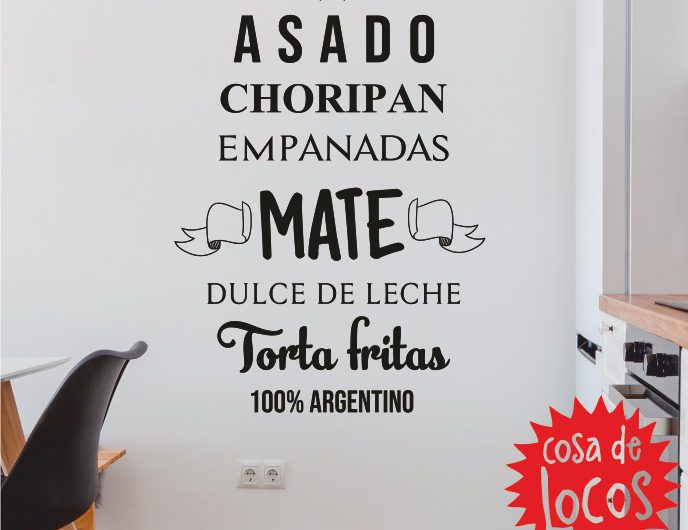 ASADO
CHORIPAN
EMPANADAS
MATE
DULCE DE LECHE
Torta fritas
100% ARGENTINO
cosa de
LOCOS